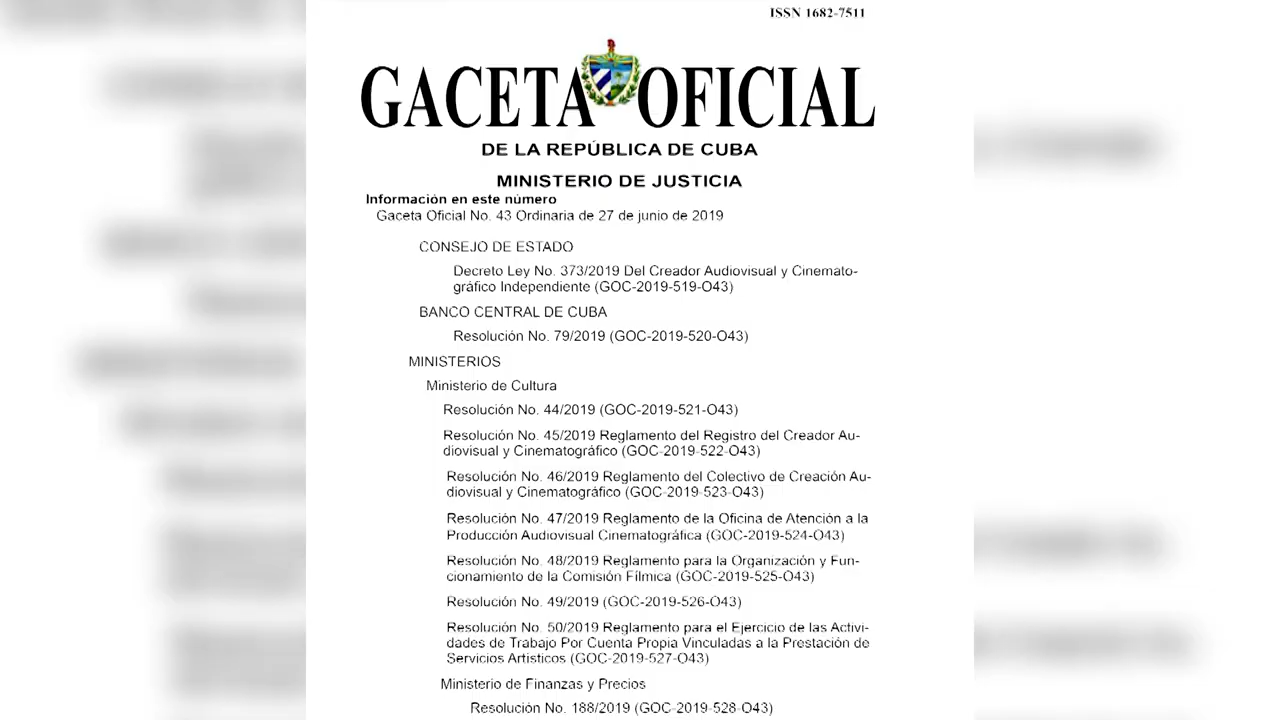 ISSN 1682-7511
GACETA OFICIAL
DE LA REPÚBLICA DE CUBA
MINISTERIO DE JUSTICIA
Información en este número
Gaceta Oficial No. 43 Ordinaria de 27 de junio de 2019
CONSEJO DE ESTADO
Decreto Ley No. 373/2019 Del Creador Audiovisual y Cinemato-
gráfico Independiente (GOC-2019-519-O43)
BANCO CENTRAL DE CUBA
Resolución No. 79/2019 (GOC-2019-520-O43)
MINISTERIOS
Ministerio de Cultura
Resolución No. 44/2019 (GOC-2019-521-O43)
Resolución No. 45/2019 Reglamento del Registro del Creador Au-
diovisual y Cinematográfico (GOC-2019-522-O43)
Resolución No. 46/2019 Reglamento del Colectivo de Creación Au-
diovisual y Cinematográfico (GOC-2019-523-O43)
Resolución No. 47/2019 Reglamento de la Oficina de Atención a la
Producción Audiovisual Cinematográfica (GOC-2019-524-O43)
Resolución No. 48/2019 Reglamento para la Organización y Fun-
cionamiento de la Comisión Fílmica (GOC-2019-525-O43)
Resolución No. 49/2019 (GOC-2019-526-O43)
Resolución No. 50/2019 Reglamento para el Ejercicio de las Activi-
dades de Trabajo Por Cuenta Propia Vinculadas a la Prestación de
Servicios Artísticos (GOC-2019-527-O43)
Ministerio de Finanzas y Precios
Resolución No. 188/2019 (GOC-2019-528-O43)